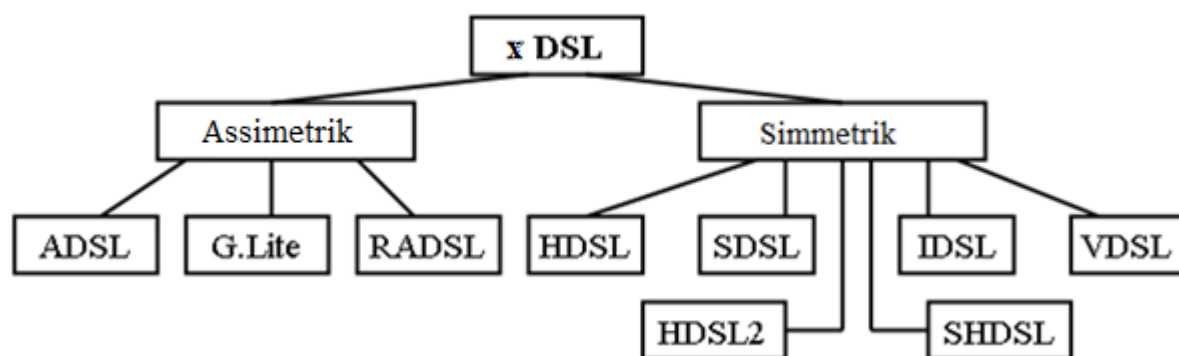 x DSL
Assimetrik
Simmetrik
ADSL
G.Lite
RADSL
HDSL
SDSL
IDSL
VDSL
HDSL2
SHDSL